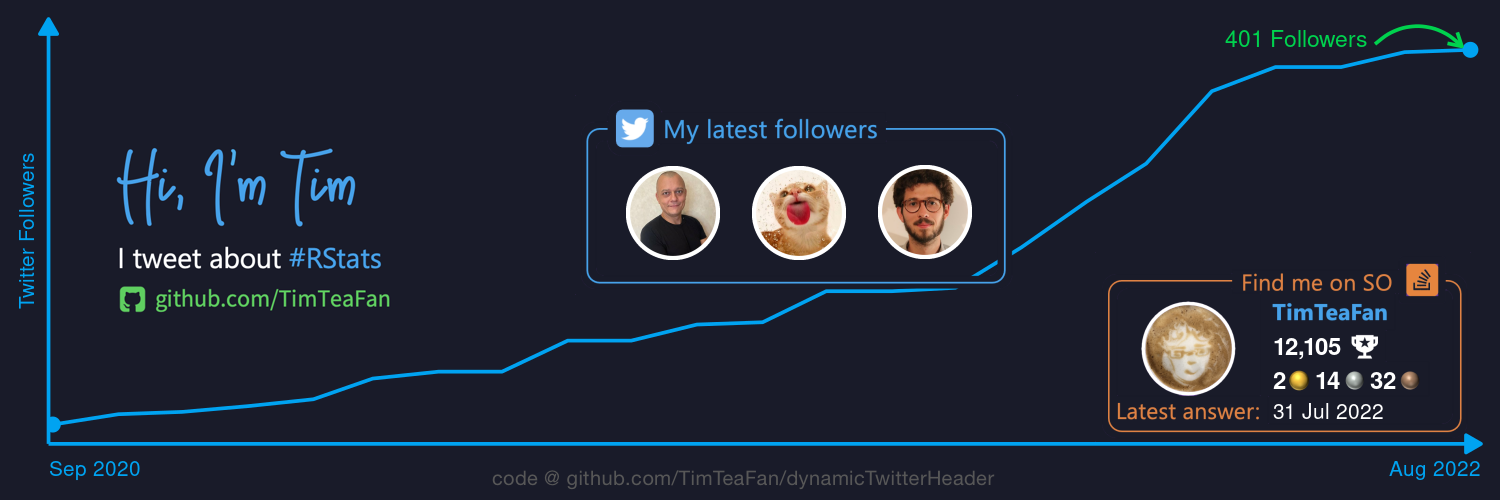 401 Followers
My latest followers
Hi, I'm Tim
I tweet about #RStats
github.com/TimTeaFan
Twitter Followers
Find me on SO
TimTeaFan
12,105
2 14 32
Latest answer: 31 Jul 2022
Sep 2020
Aug 2022
code @ github.com/TimTeaFan/dynamicTwitterHeader